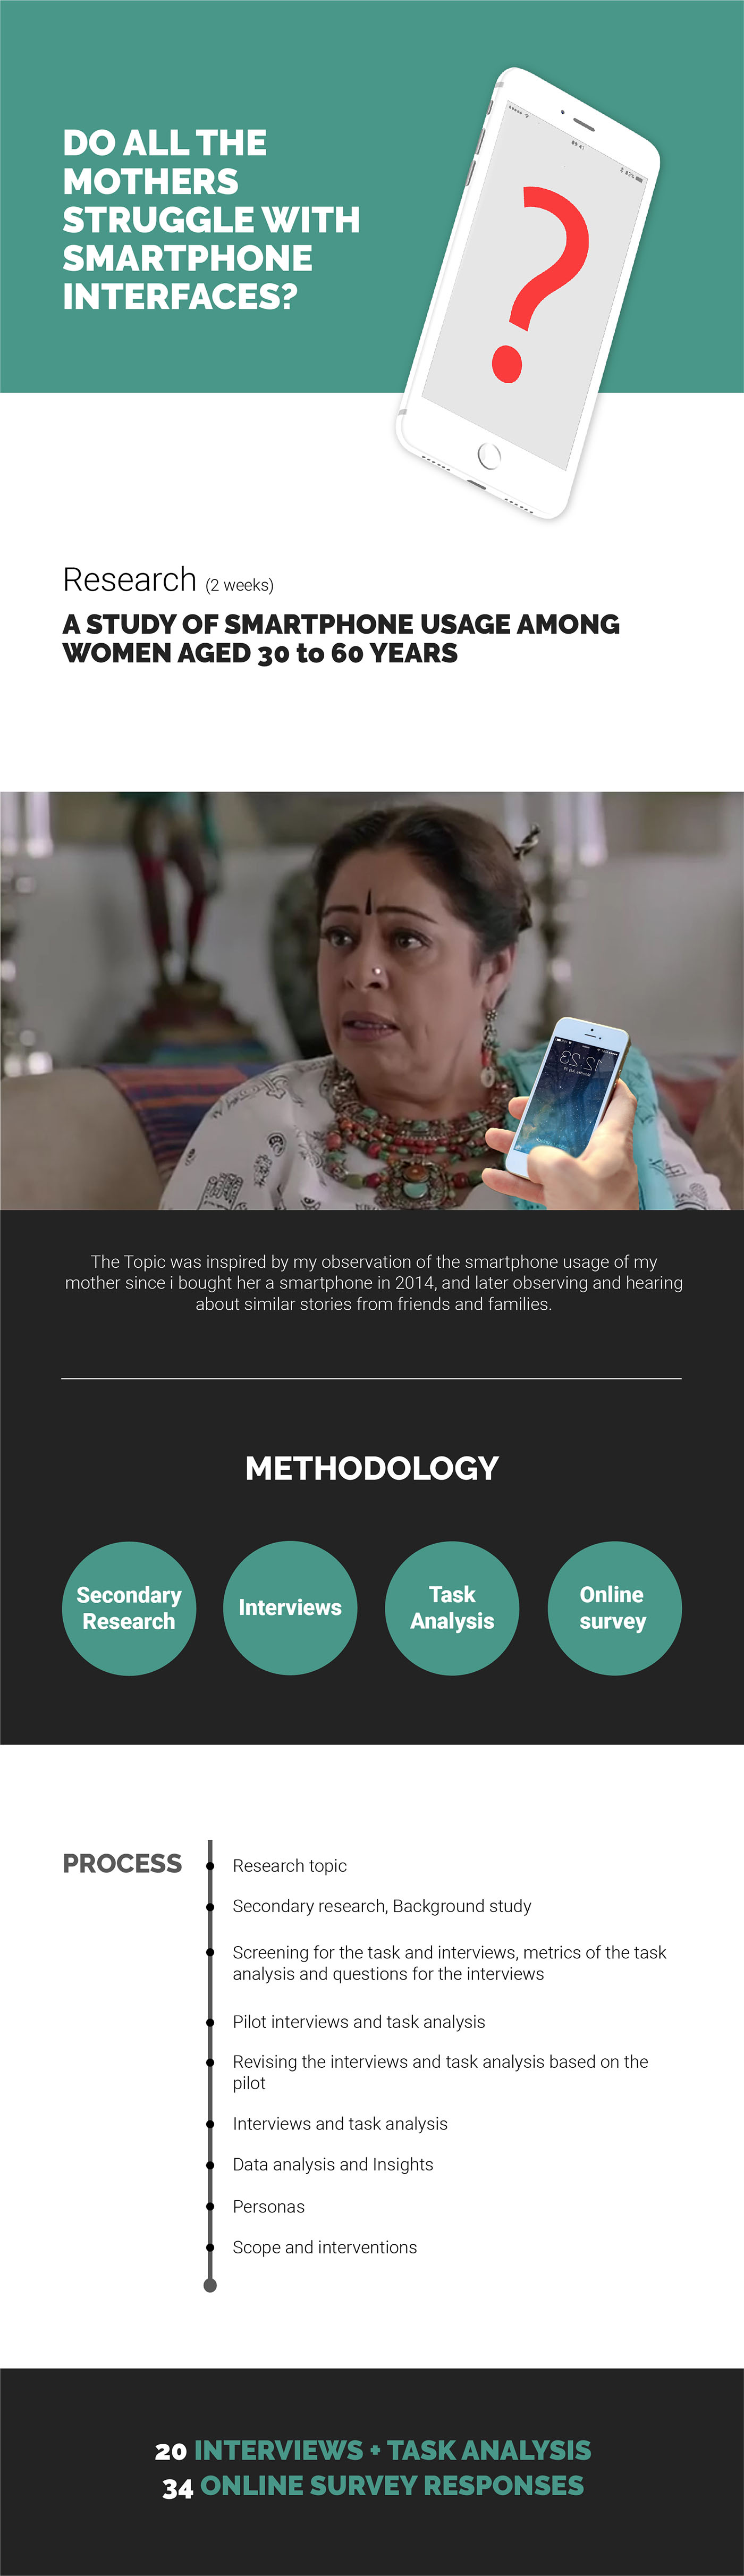 DO ALL THE
MOTHERS
STRUGGLE WITH
SMARTPHONE
INTERFACES?
09:41
Research (2 weeks)
A STUDY OF SMARTPHONE USAGE AMONG
WOMEN AGED 30 to 60 YEARS
12:28
The Topic was inspired by my observation of the smartphone usage of my
mother since i bought her a smartphone in 2014, and later observing and hearing
about similar stories from friends and families.
METHODOLOGY
Secondary
Research
Interviews
Task
Analysis
Online
survey
PROCESS
Research topic
Secondary research, Background study
Screening for the task and interviews, metrics of the task
analysis and questions for the interviews
Pilot interviews and task analysis
Revising the interviews and task analysis based on the
pilot
Interviews and task analysis
Data analysis and Insights
Personas
Scope and interventions
20 INTERVIEWS + TASK ANALYSIS
34 ONLINE SURVEY RESPONSES